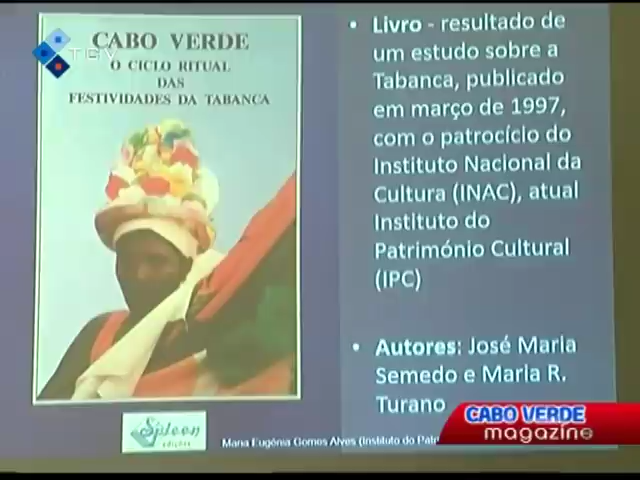 TCV
CABO VERDE
O CICLO RITUAL
DAS
FESTIVIDADES DA TABANCA
• Livro - resultado de
um estudo sobre a
Tabanca, publicado
em março de 1997,
com o patrocício do
Instituto Nacional da
Cultura (INAC), atual
Instituto do
Património Cultural
(IPC)
• Autores: José Maria
Semedo e Maria R.
Turano
Spleen
EDIÇÕES
Maria Eugénia Gomes Alves (Instituto do Patri
CABO VERDE
magazine